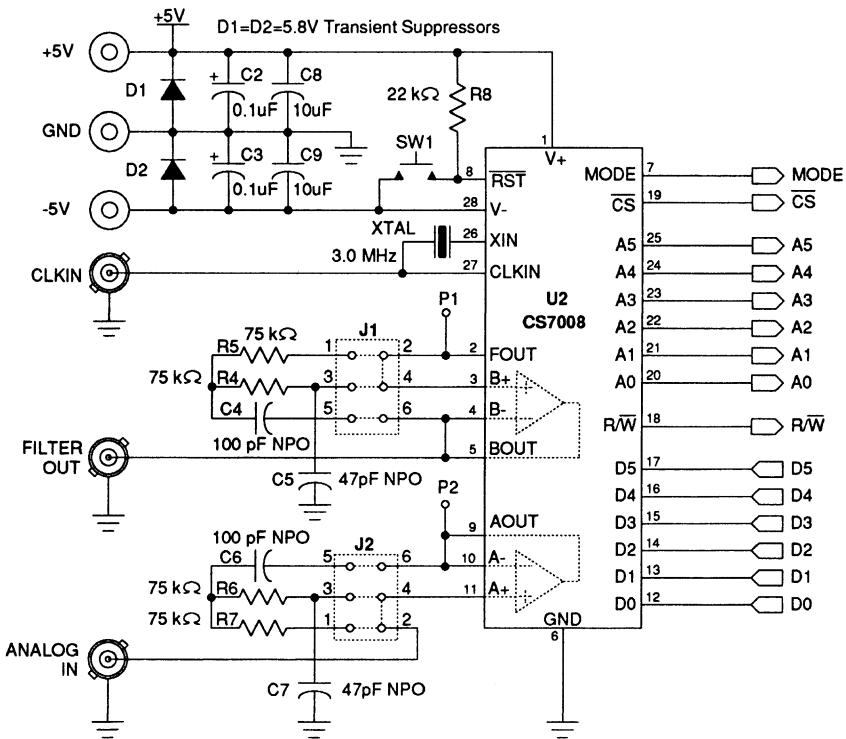 +5V
D1=D2=5.8V Transient Suppressors
+5V
D1
+ C2
0.1uF
C8
10uF
22 kΩ
R8
GND
SW1
1
V+
D2
+ C3
0.1uF
C9
10uF
8
RST
-5V
28
V-
XTAL
26
XIN
3.0 MHz
CLKIN
27
CLKIN
U2
CS7008
MODE
7
MODE
CS
19
CS
A5
25
A5
A4
24
A4
A3
23
A3
A2
22
A2
A1
21
A1
A0
20
A0
R/W
18
R/W
D5
17
D5
D4
16
D4
D3
15
D3
D2
14
D2
D1
13
D1
D0
12
D0
P1
75 kΩ
J1
R5
1
2
2
FOUT
75 kΩ
R4
3
4
3
B+
+
C4
5
6
4
B-
-
100 pF NPO
FILTER
OUT
5
BOUT
C5
47pF NPO
P2
9
AOUT
100 pF NPO
J2
C6
5
6
10
A-
-
75 kΩ
R6
3
4
11
A+
+
75 kΩ
R7
1
2
GND
6
ANALOG
IN
C7
47pF NPO